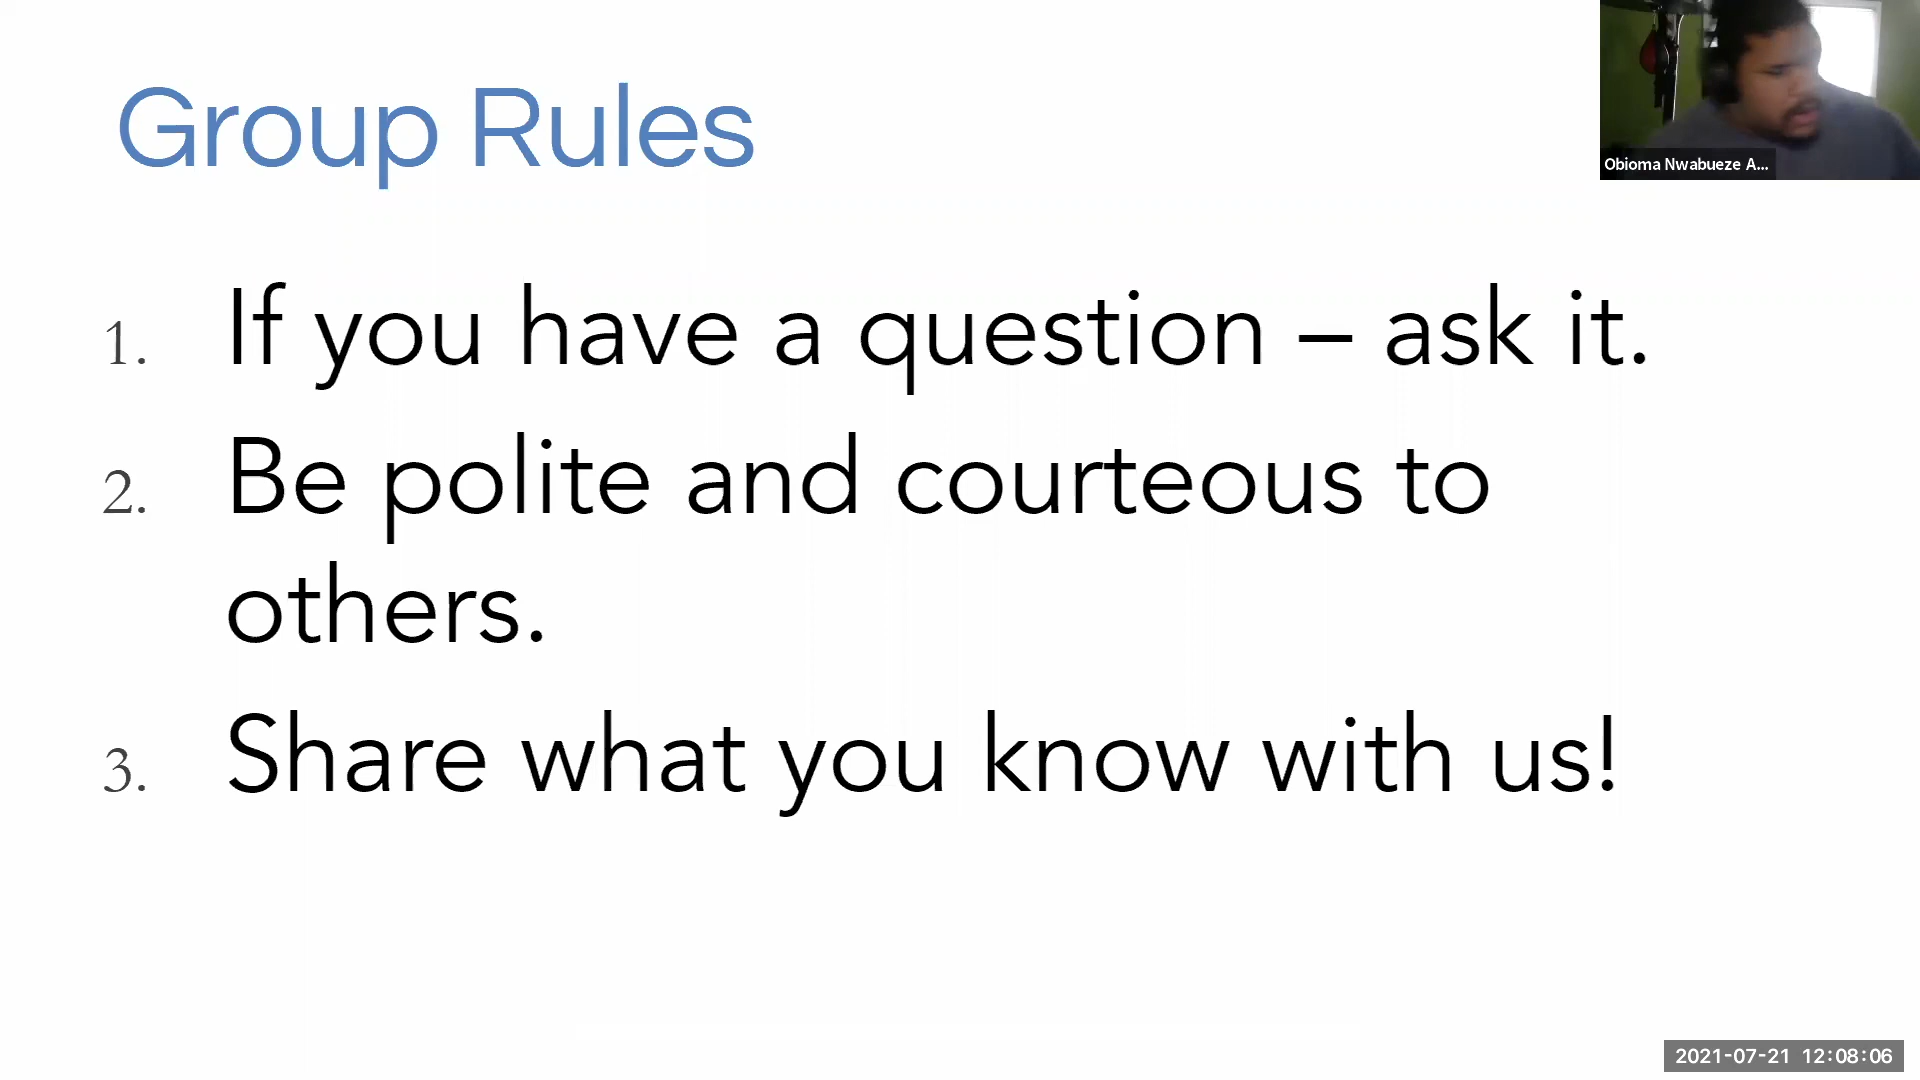 Group Rules
Obioma Nwabueze A...
1. If you have a question – ask it.
2. Be polite and courteous to
others.
3. Share what you know with us!
2021-07-21 12:08:06